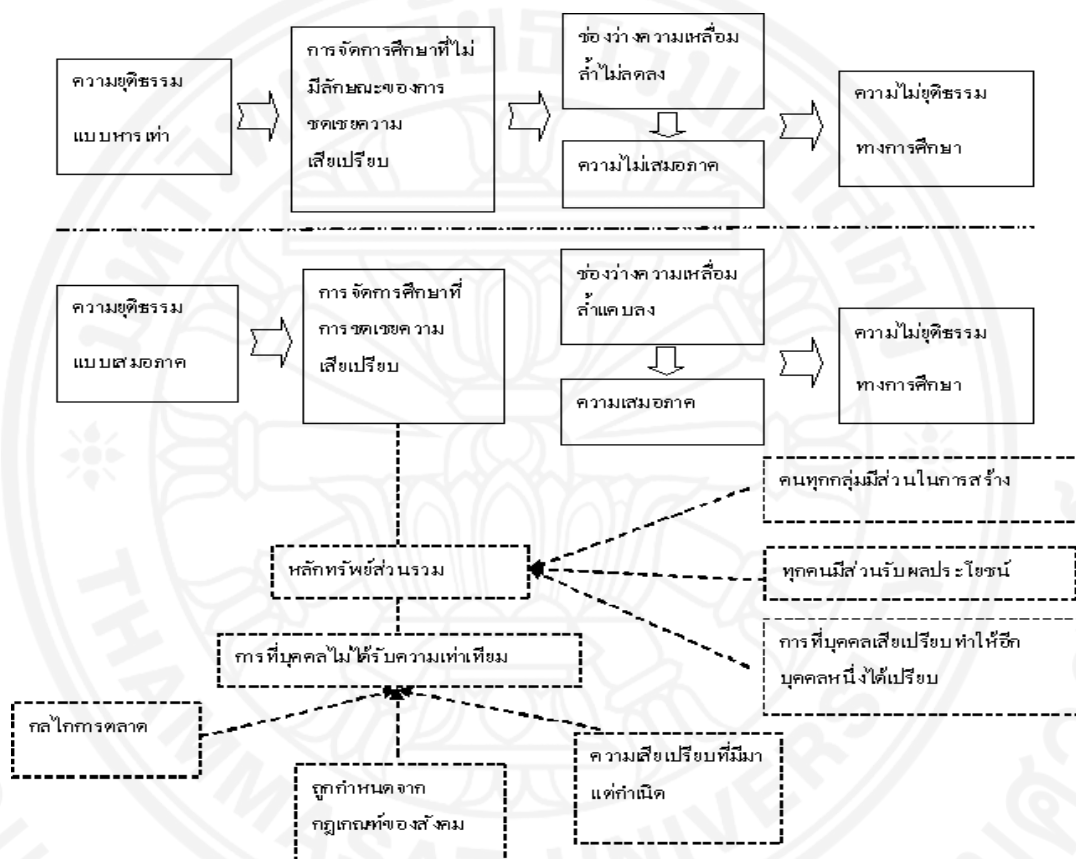 ความยุติธรรม
แบบหารเท่า
การจัดการศึกษาที่ไม่
มีลักษณะของการ
ชดเชยความ
เสียเปรียบ
ช่องว่างความเหลื่อม
ล้ำไม่ลดลง
ความไม่เสมอภาค
ความไม่ยุติธรรม
ทางการศึกษา
ความยุติธรรม
แบบเสมอภาค
การจัดการศึกษาที่
การชดเชยความ
เสียเปรียบ
ช่องว่างความเหลื่อม
ล้ำแคบลง
ความเสมอภาค
ความไม่ยุติธรรม
ทางการศึกษา
คนทุกกลุ่มมีส่วนในการสร้าง
หลักทรัพย์ส่วนรวม
ทุกคนมีส่วนรับผลประโยชน์
การที่บุคคลไม่ได้รับความเท่าเทียม
การที่บุคคลเสียเปรียบทำให้อีก
บุคคลหนึ่งได้เปรียบ
กลไกการตลาด
ถูกกำหนดจาก
กฎเกณฑ์ของสังคม
ความเสียเปรียบที่มีมา
แต่กำเนิด